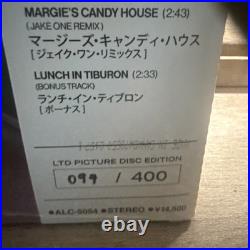 MARGIE'S CANDY HOUSE (2:43)
(JAKE ONE REMIX)
マージーズ・キャンディ・ハウス
[ジェイク・ワン・リミックス]
LUNCH IN TIBURON (2:33)
(BONUS TRACK)
ランチ・イン・ティブロン
[ボーナス]
LTD PICTURE DISC EDITION
099 / 400
●ALC-5054 ●STEREO ●¥14,500